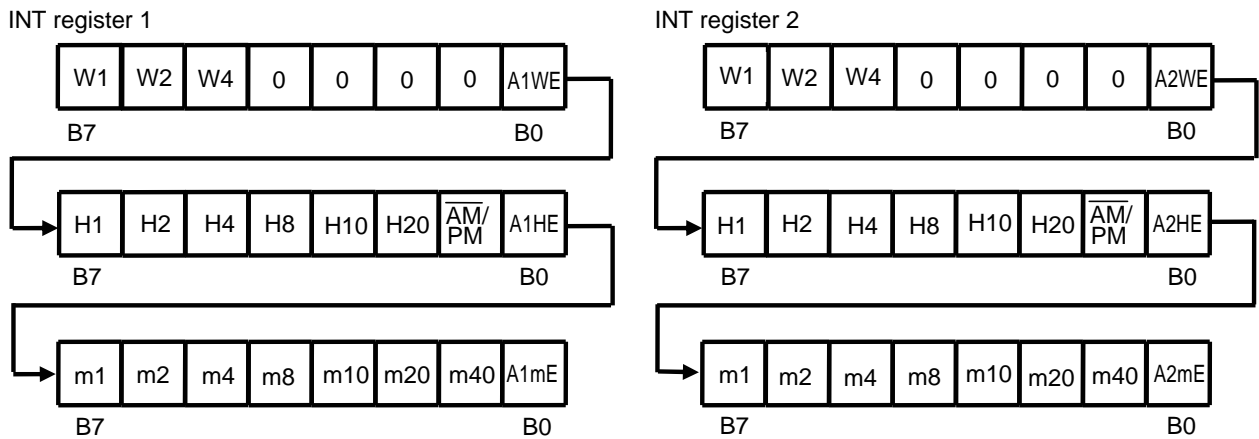 INT register 1
W1 W2 W4 0 0 0 0 A1WE
B7 B0
H1 H2 H4 H8 H10 H20 A̅M̅/PM A1HE
B7 B0
m1 m2 m4 m8 m10 m20 m40 A1mE
B7 B0
INT register 2
W1 W2 W4 0 0 0 0 A2WE
B7 B0
H1 H2 H4 H8 H10 H20 A̅M̅/PM A2HE
B7 B0
m1 m2 m4 m8 m10 m20 m40 A2mE
B7 B0